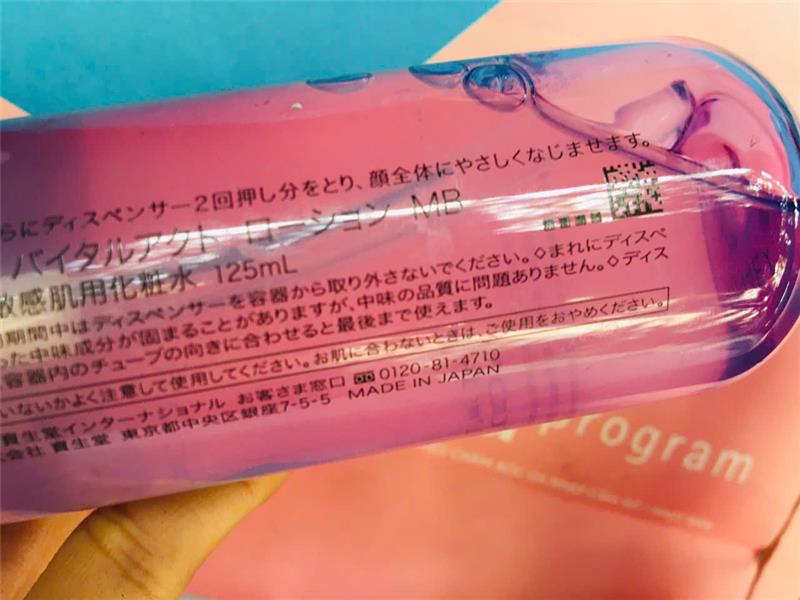 らにディスペンサー2回押し分をとり、顔全体にやさしくなじませます。
バイタルアクト ローション MB
敏感肌用化粧水 125mL
期間中はディスペンサーを容器から取り外さないでください。◇まれにディスペ
った中味成分が固まることがありますが、中味の品質に問題ありません。◇ディス
容器内のチューブの向きに合わせると最後まで使えます。
いないかよく注意して使用してください。お肌に合わないときは、ご使用をおやめください。
資生堂インターナショナル お客さま窓口 0120-81-4710
会社 資生堂 東京都中央区銀座7-5-5 MADE IN JAPAN
program